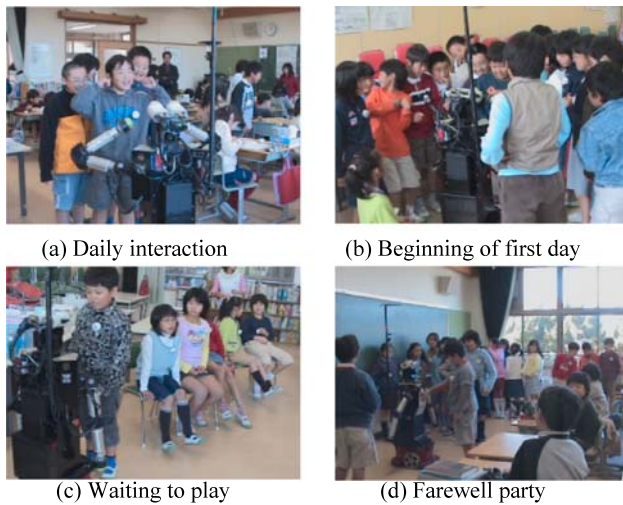 (a) Daily interaction
(b) Beginning of first day
(c) Waiting to play
(d) Farewell party